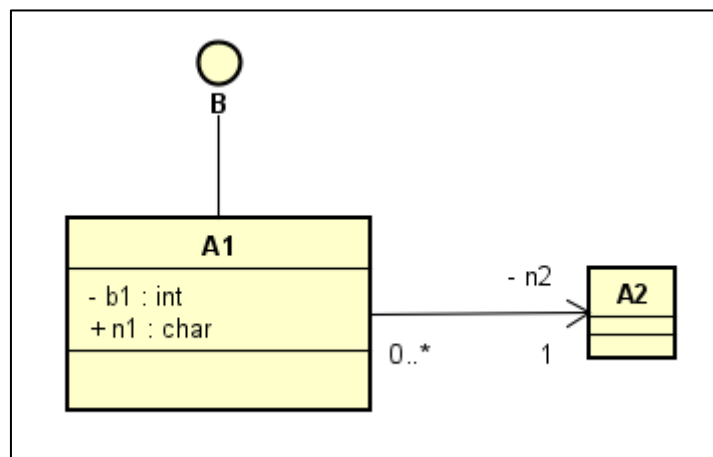 B
A1
- b1 : int
+ n1 : char
- n2
A2
0..*
1